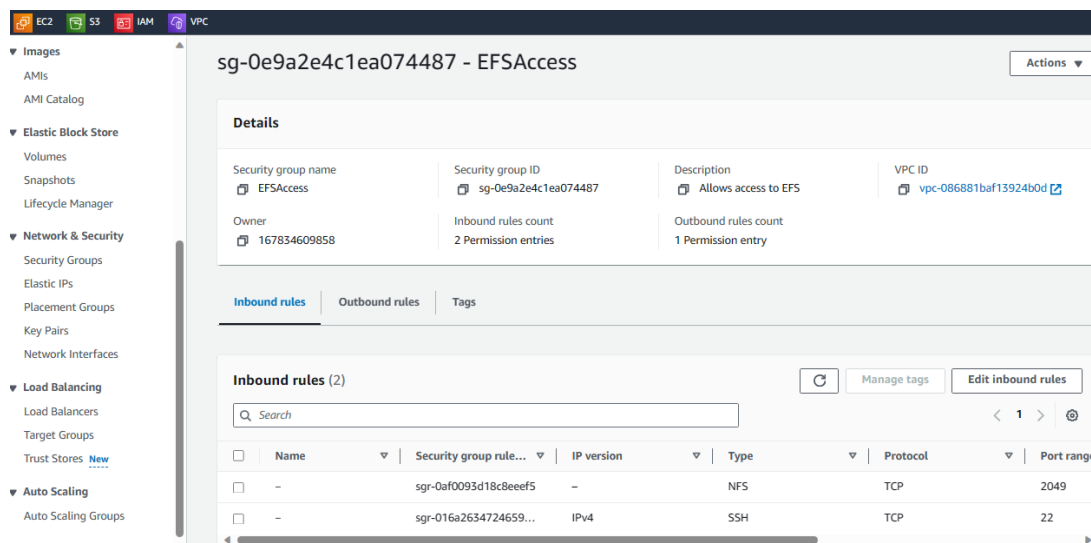 EC2 S3 IAM VPC
Images
AMIs
AMI Catalog
Elastic Block Store
Volumes
Snapshots
Lifecycle Manager
Network & Security
Security Groups
Elastic IPs
Placement Groups
Key Pairs
Network Interfaces
Load Balancing
Load Balancers
Target Groups
Trust Stores New
Auto Scaling
Auto Scaling Groups
sg-0e9a2e4c1ea074487 - EFSAccess
Actions
Details
Security group name
EFSAccess
Security group ID
sg-0e9a2e4c1ea074487
Description
Allows access to EFS
VPC ID
vpc-086881baf13924b0d
Owner
167834609858
Inbound rules count
2 Permission entries
Outbound rules count
1 Permission entry
Inbound rules Outbound rules Tags
Inbound rules (2)
Manage tags
Edit inbound rules
Search
1
Name Security group rule... IP version Type Protocol Port range
– sgr-0af0093d18c8eeef5 – NFS TCP 2049
– sgr-016a2634724659... IPv4 SSH TCP 22